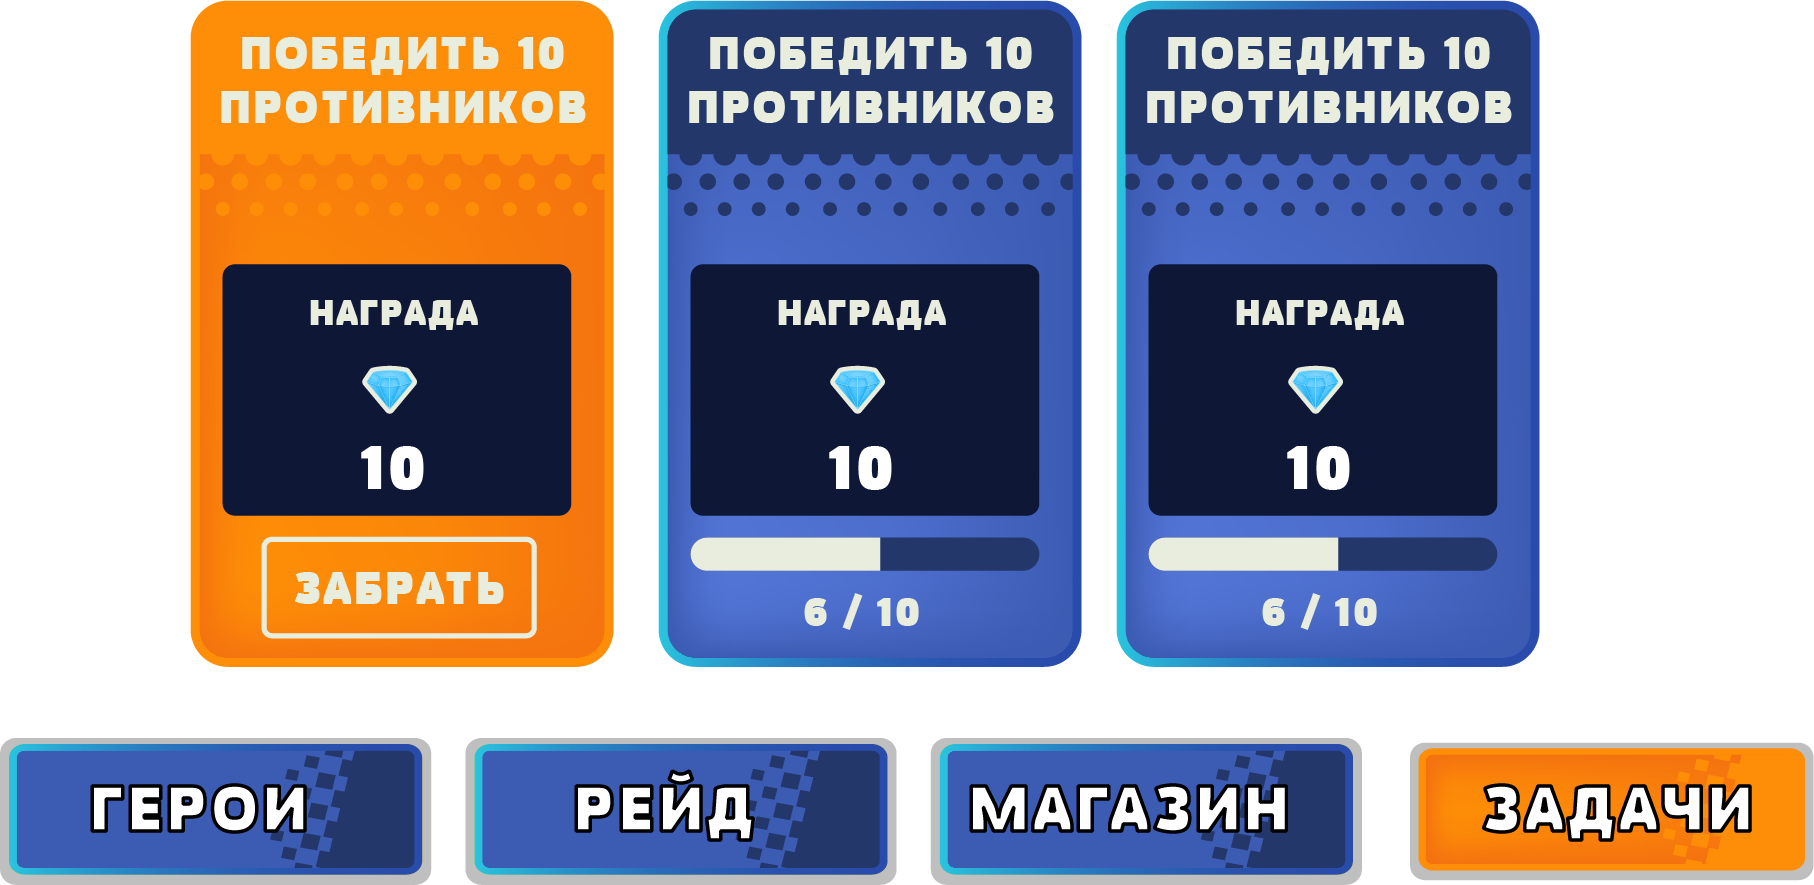 ПОБЕДИТЬ 10
ПРОТИВНИКОВ
НАГРАДА
10
ЗАБРАТЬ
ПОБЕДИТЬ 10
ПРОТИВНИКОВ
НАГРАДА
10
6 / 10
ПОБЕДИТЬ 10
ПРОТИВНИКОВ
НАГРАДА
10
6 / 10
ГЕРОИ
РЕЙД
МАГАЗИН
ЗАДАЧИ